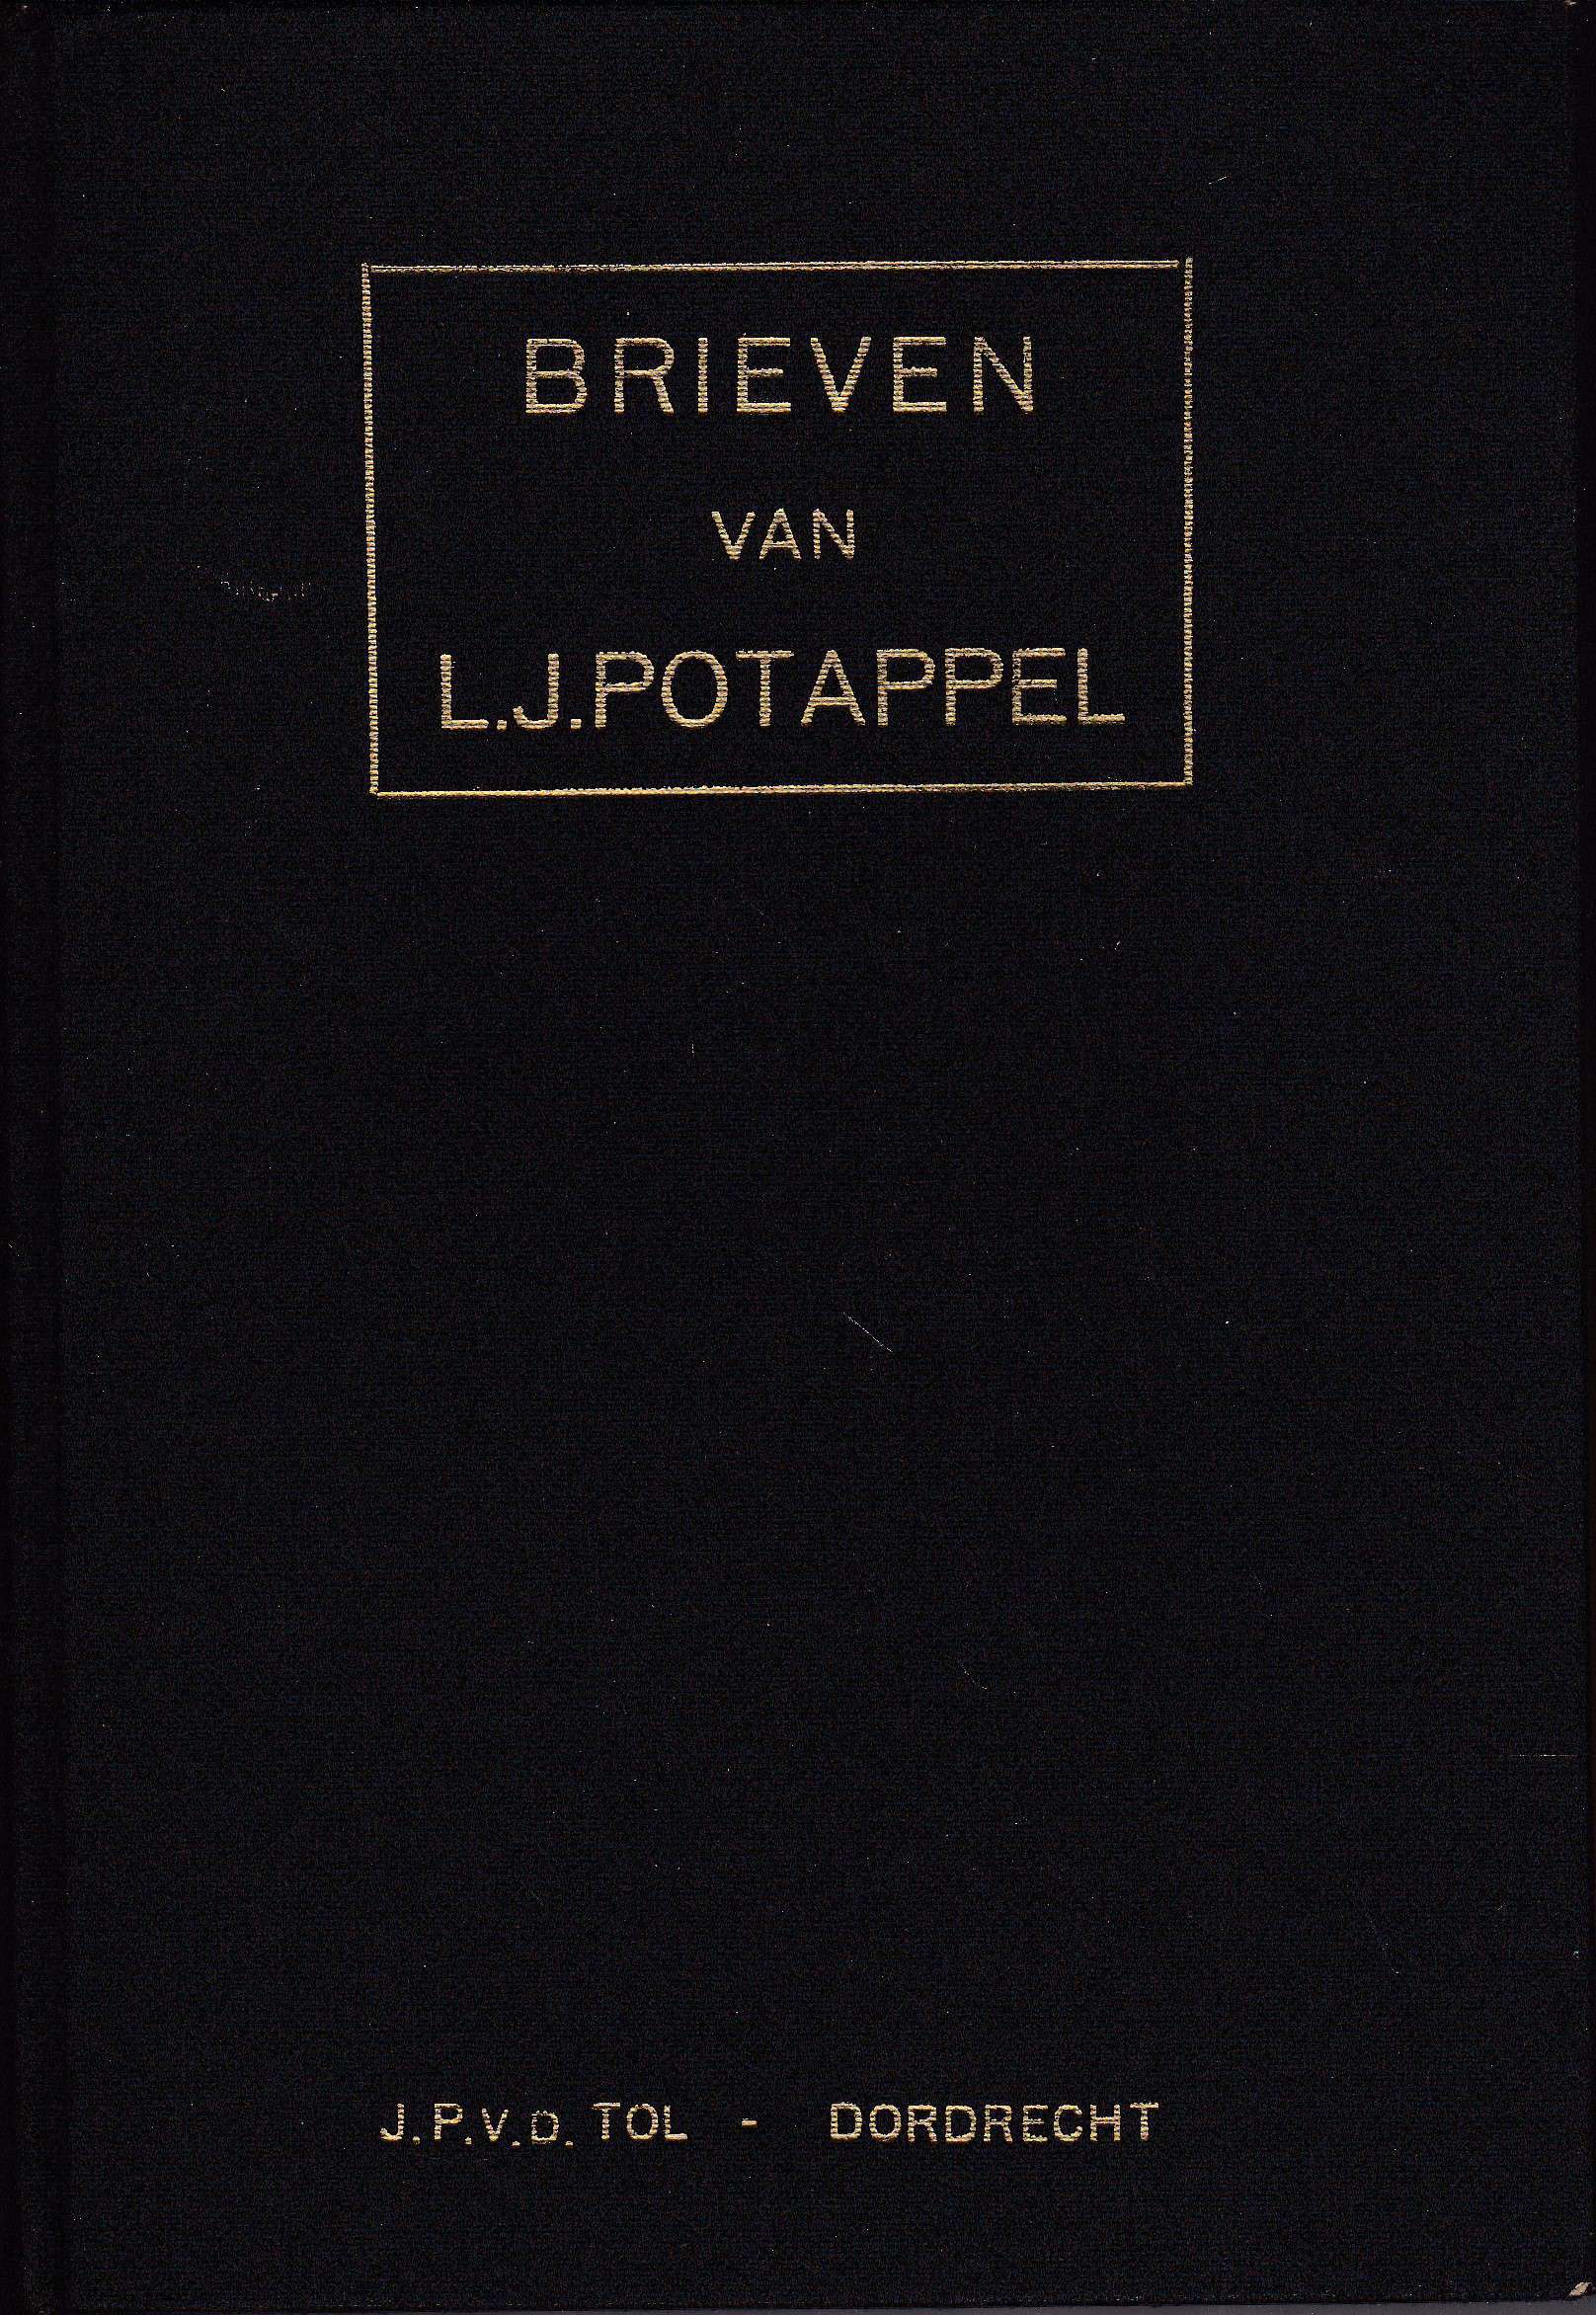 BRIEVEN
VAN
L.J.POTAPPEL
J.P.V.D. TOL - DORDRECHT